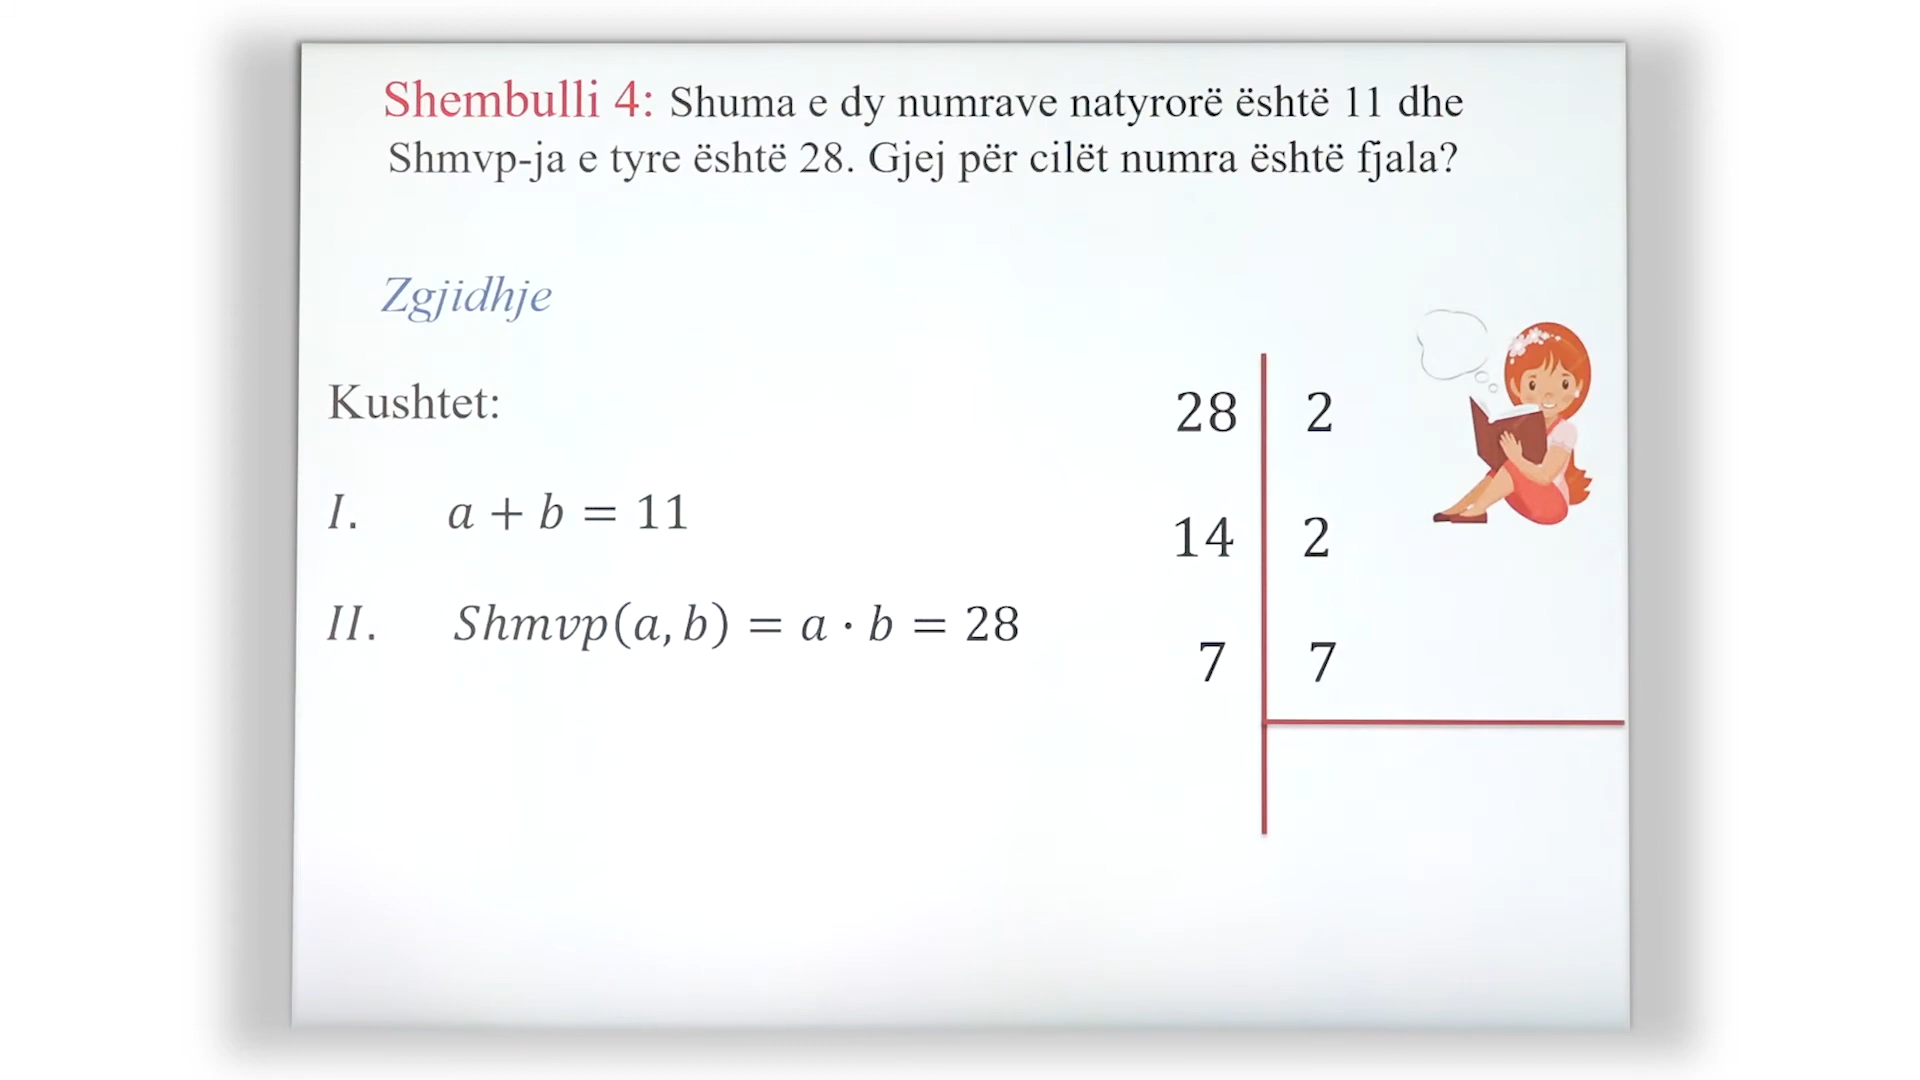 Shembulli 4: Shuma e dy numrave natyrorë është 11 dhe
Shmvp-ja e tyre është 28. Gjej për cilët numra është fjala?
Zgjidhje
Kushtet:
I. a + b = 11
II. Shmvp(a, b) = a · b = 28
28 2
14 2
7 7